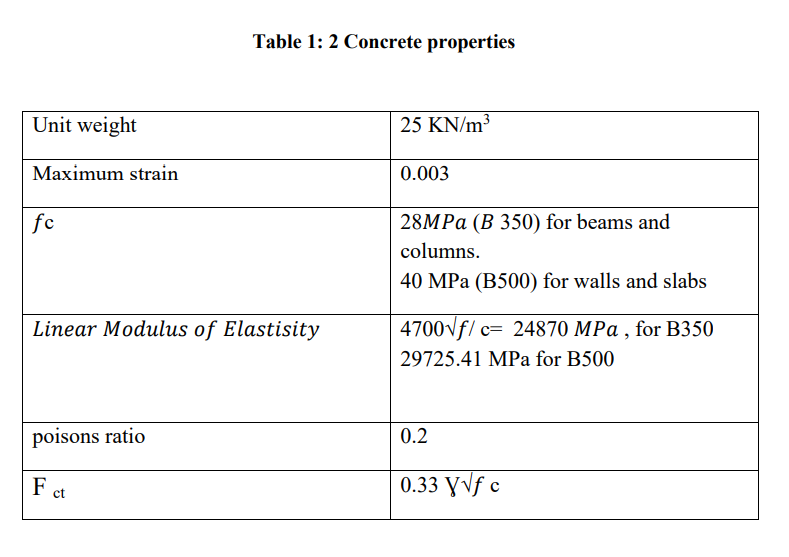 Table 1: 2 Concrete properties
Unit weight
25 KN/m³
Maximum strain
0.003
𝑓c
28𝑀𝑃𝑎 (𝐵 350) for beams and
columns.
40 MPa (B500) for walls and slabs
𝐿𝑖𝑛𝑒𝑎𝑟 𝑀𝑜𝑑𝑢𝑙𝑢𝑠 𝑜𝑓 𝐸𝑙𝑎𝑠𝑡𝑖𝑠𝑖𝑡𝑦
4700√𝑓/ c= 24870 𝑀𝑃𝑎 , for B350
29725.41 MPa for B500
poisons ratio
0.2
F ct
0.33 Ɣ√𝑓 c